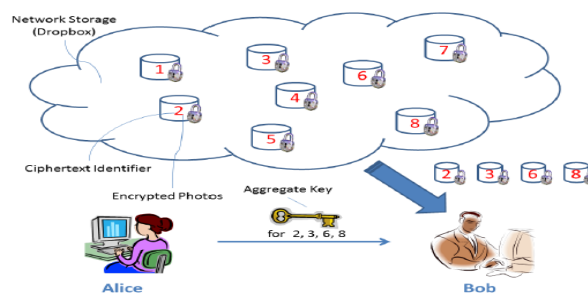 Network Storage
(Dropbox)
1
3
7
6
2
4
5
8
Ciphertext Identifier
Encrypted Photos
2 3 6 8
Aggregate Key
for 2, 3, 6, 8
Alice
Bob